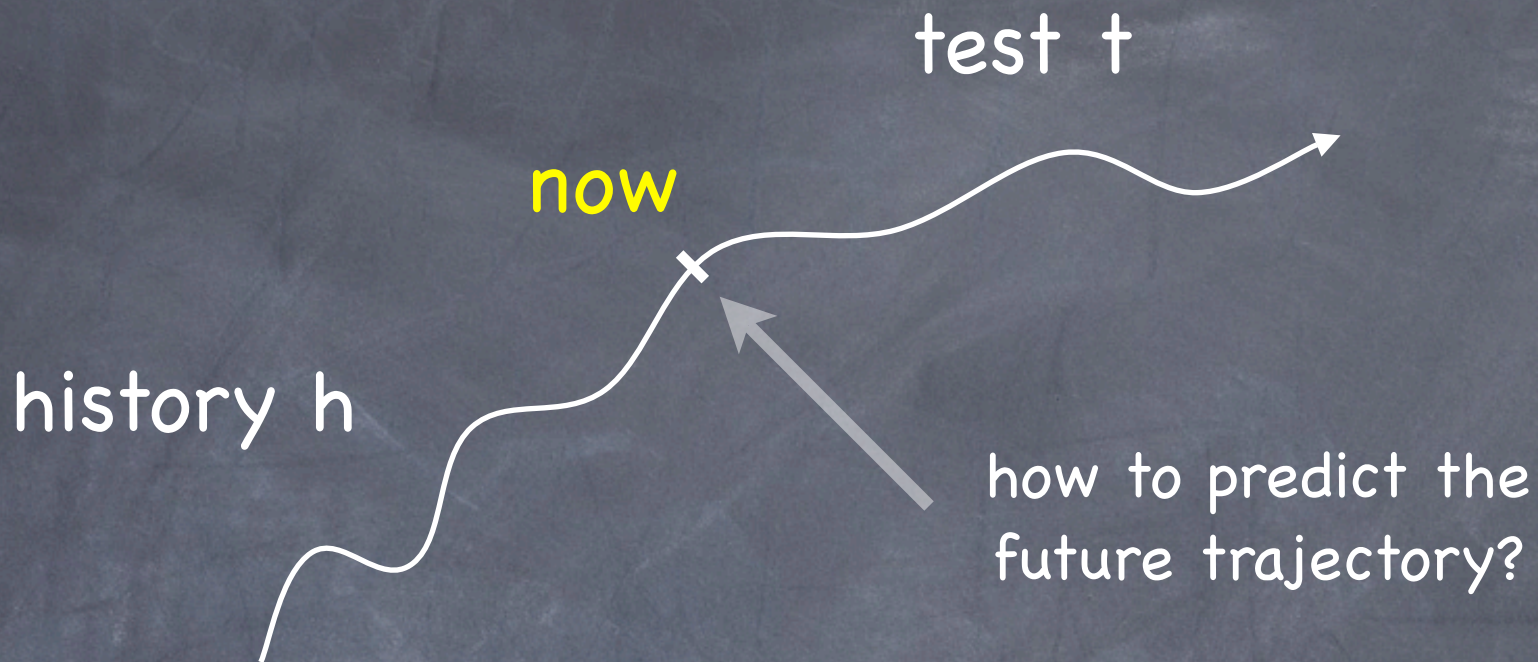 test t
now
history h
how to predict the
future trajectory?